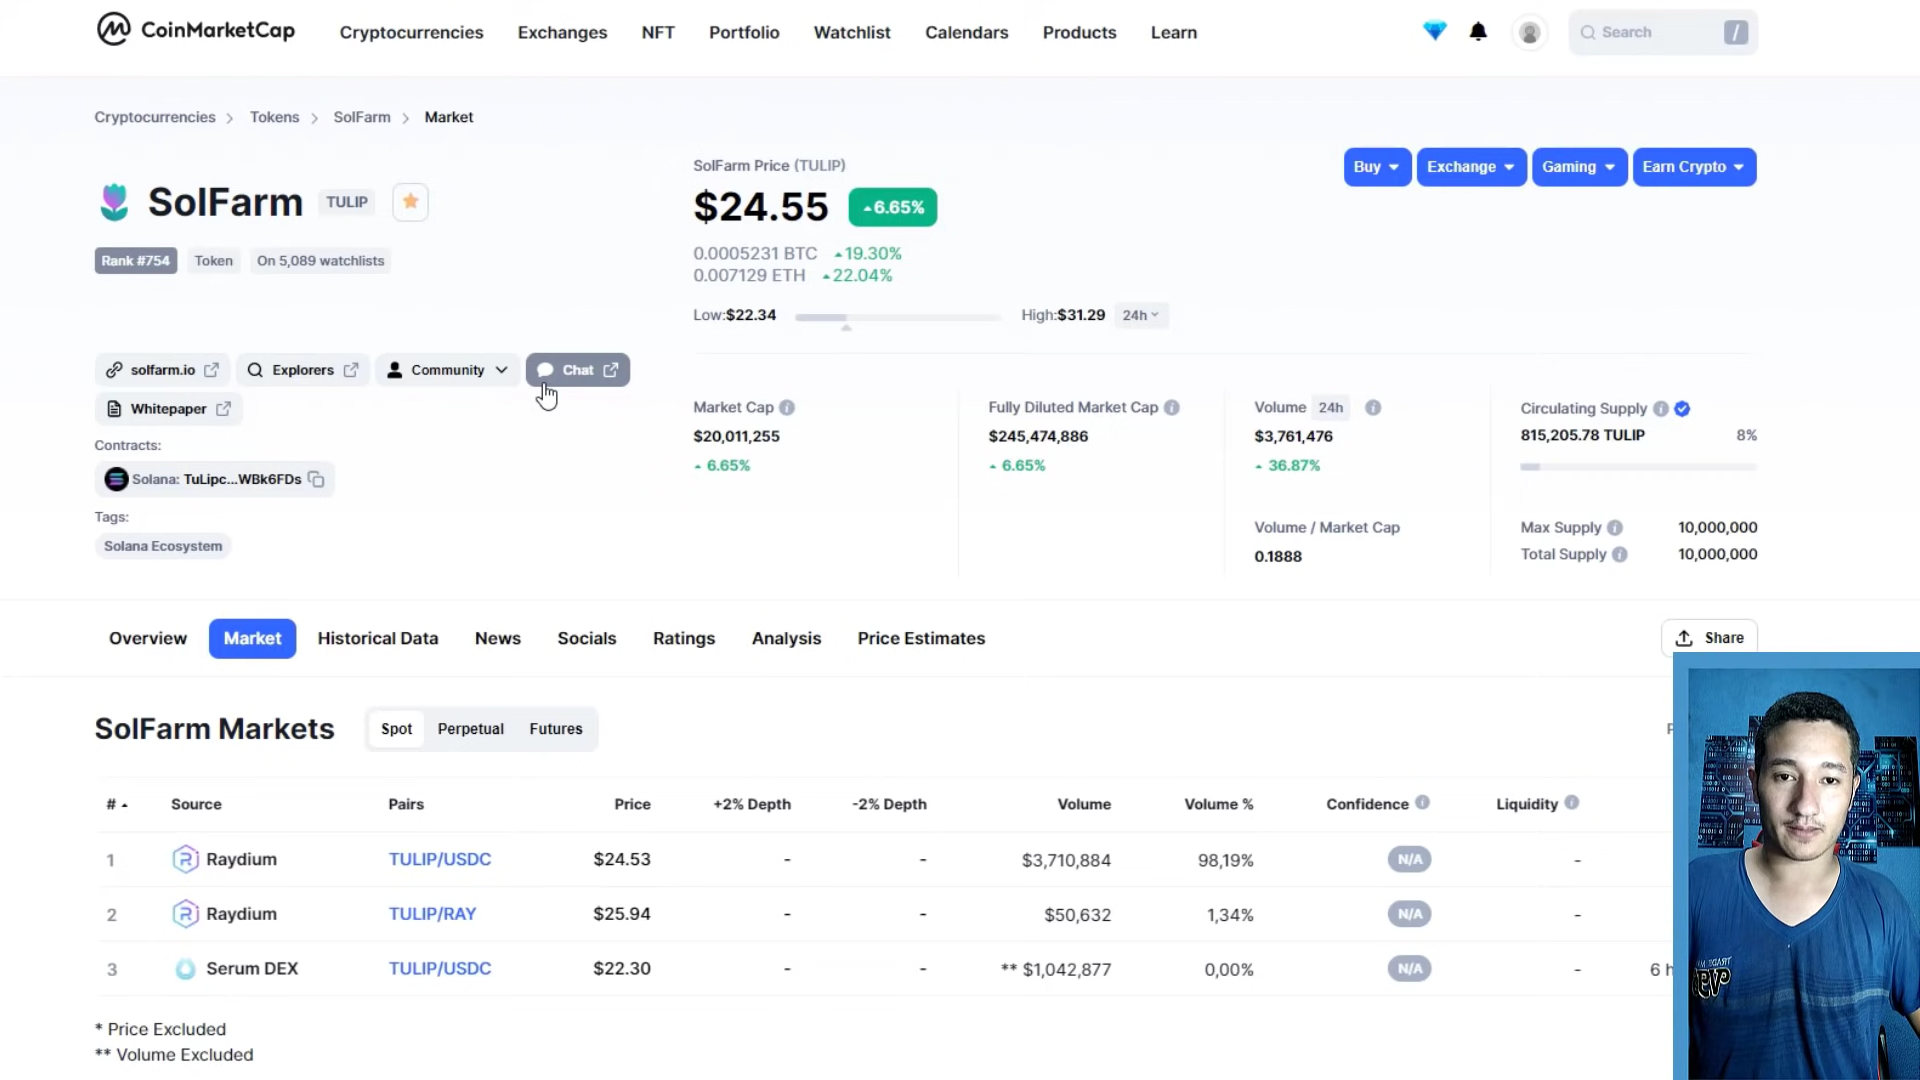 CoinMarketCap Cryptocurrencies Exchanges NFT Portfolio Watchlist Calendars Products Learn Search /
Cryptocurrencies > Tokens > SolFarm > Market
SolFarm TULIP
Rank #754 Token On 5,089 watchlists
solfarm.io Explorers Community Chat
Whitepaper
Contracts:
Solana: TuLipc...WBk6FDs
Tags:
Solana Ecosystem
SolFarm Price (TULIP)
$24.55 6.65%
0.0005231 BTC 19.30%
0.007129 ETH 22.04%
Low:$22.34 High:$31.29 24h
Buy Exchange Gaming Earn Crypto
Market Cap
$20,011,255
6.65%
Fully Diluted Market Cap
$245,474,886
6.65%
Volume 24h
$3,761,476
36.87%
Volume / Market Cap
0.1888
Circulating Supply
815,205.78 TULIP 8%
Max Supply 10,000,000
Total Supply 10,000,000
Overview Market Historical Data News Socials Ratings Analysis Price Estimates Share
SolFarm Markets Spot Perpetual Futures
# Source Pairs Price +2% Depth -2% Depth Volume Volume % Confidence Liquidity
1 Raydium TULIP/USDC $24.53 - - $3,710,884 98,19% N/A -
2 Raydium TULIP/RAY $25.94 - - $50,632 1,34% N/A -
3 Serum DEX TULIP/USDC $22.30 - - ** $1,042,877 0,00% N/A - 6 h
* Price Excluded
** Volume Excluded